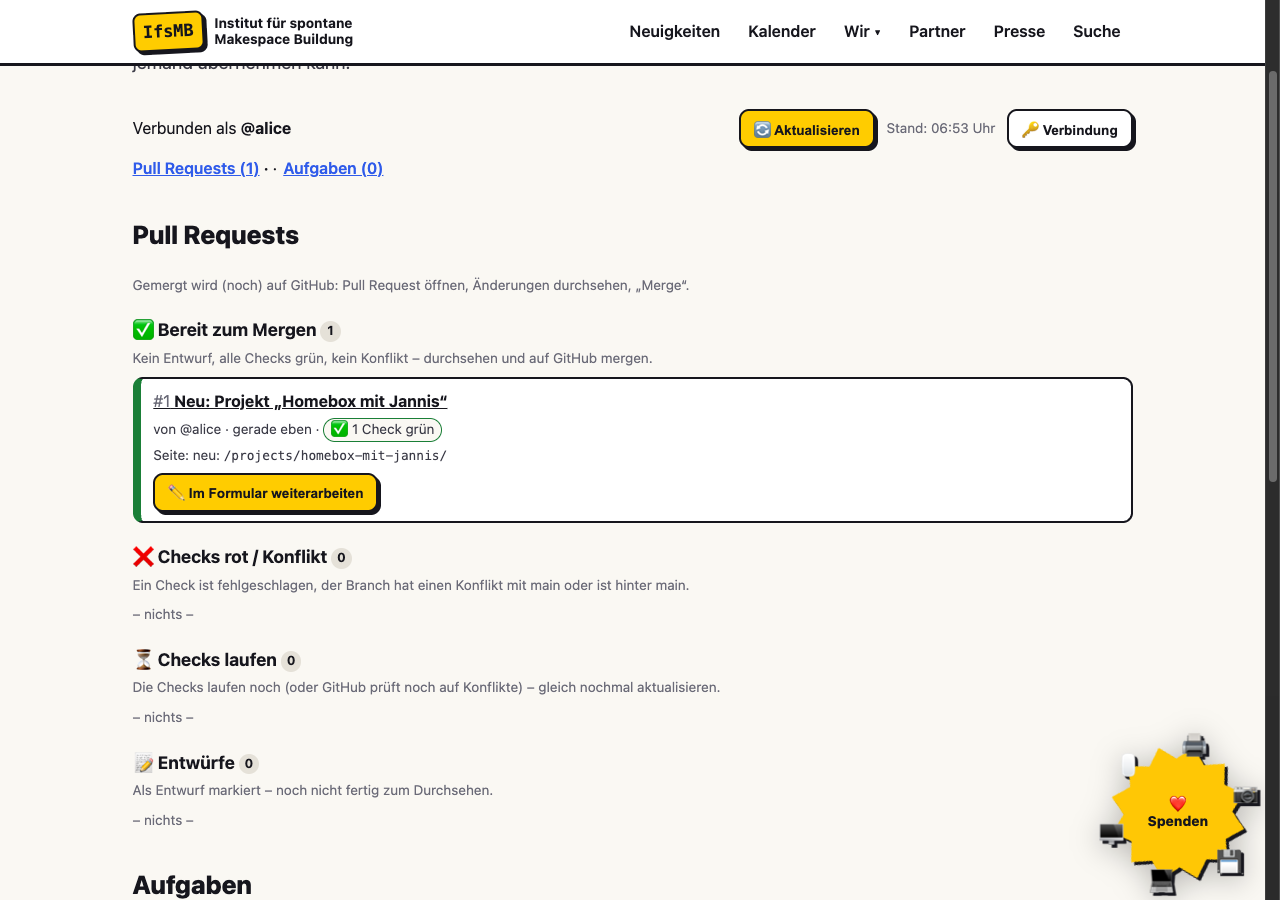 IfsMB
Institut für spontane
Makespace Buildung
Neuigkeiten
Kalender
Wir ▾
Partner
Presse
Suche
jemand übernehmen kann.
Verbunden als @alice
🔄 Aktualisieren
Stand: 06:53 Uhr
🔑 Verbindung
Pull Requests (1) · · Aufgaben (0)
Pull Requests
Gemergt wird (noch) auf GitHub: Pull Request öffnen, Änderungen durchsehen, „Merge“.
✅ Bereit zum Mergen 1
Kein Entwurf, alle Checks grün, kein Konflikt – durchsehen und auf GitHub mergen.
#1 Neu: Projekt „Homebox mit Jannis“
von @alice · gerade eben · ✅ 1 Check grün
Seite: neu: /projects/homebox-mit-jannis/
✏️ Im Formular weiterarbeiten
❌ Checks rot / Konflikt 0
Ein Check ist fehlgeschlagen, der Branch hat einen Konflikt mit main oder ist hinter main.
– nichts –
⏳ Checks laufen 0
Die Checks laufen noch (oder GitHub prüft noch auf Konflikte) – gleich nochmal aktualisieren.
– nichts –
📝 Entwürfe 0
Als Entwurf markiert – noch nicht fertig zum Durchsehen.
– nichts –
❤️
Spenden
Aufgaben